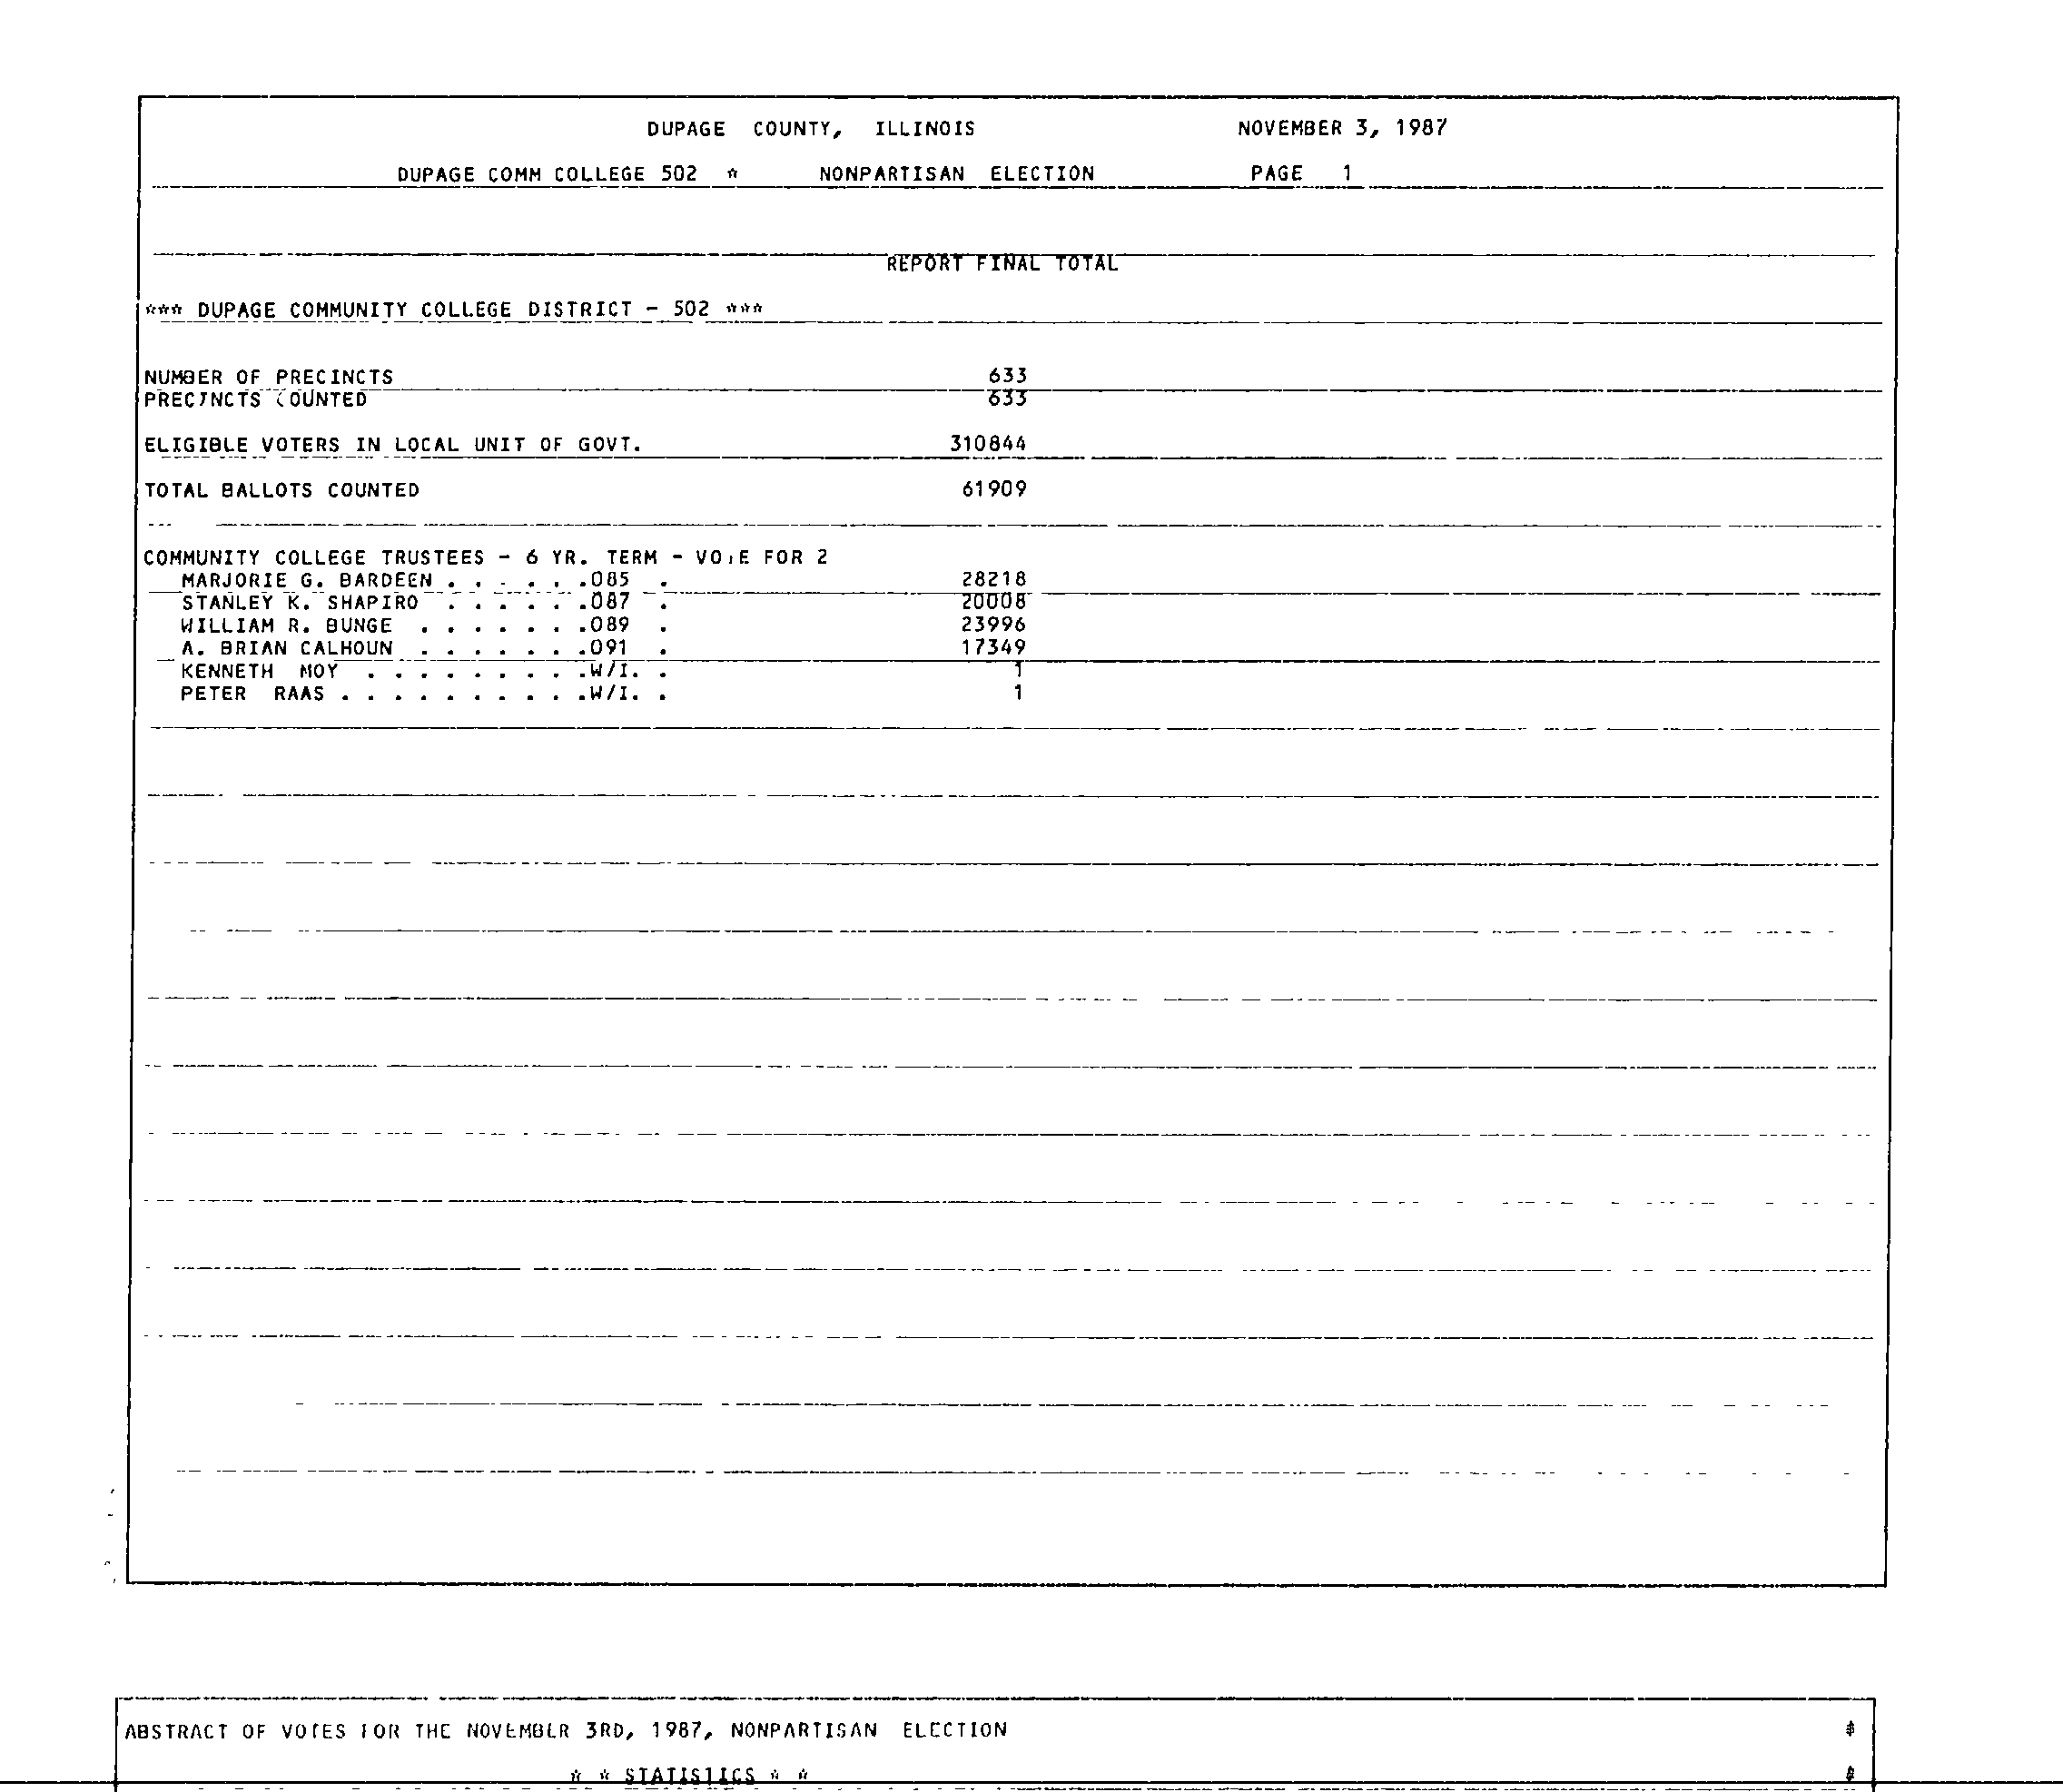 DUPAGE COUNTY, ILLINOIS NOVEMBER 3, 1987
DUPAGE COMM COLLEGE 502 * NONPARTISAN ELECTION PAGE 1
REPORT FINAL TOTAL
*** DUPAGE COMMUNITY COLLEGE DISTRICT - 502 ***
NUMBER OF PRECINCTS 633
PRECINCTS COUNTED 633
ELIGIBLE VOTERS IN LOCAL UNIT OF GOVT. 310844
TOTAL BALLOTS COUNTED 61909
COMMUNITY COLLEGE TRUSTEES - 6 YR. TERM - VOTE FOR 2
MARJORIE G. BARDEEN . . . . . .085 . 28218
STANLEY K. SHAPIRO . . . . . .087 . 20008
WILLIAM R. BUNGE . . . . . . .089 . 23996
A. BRIAN CALHOUN . . . . . . .091 . 17349
KENNETH MOY . . . . . . . . .W/I. . 1
PETER RAAS . . . . . . . . . .W/I. . 1
ABSTRACT OF VOTES FOR THE NOVEMBER 3RD, 1987, NONPARTISAN ELECTION *
* * STATISTICS * * *